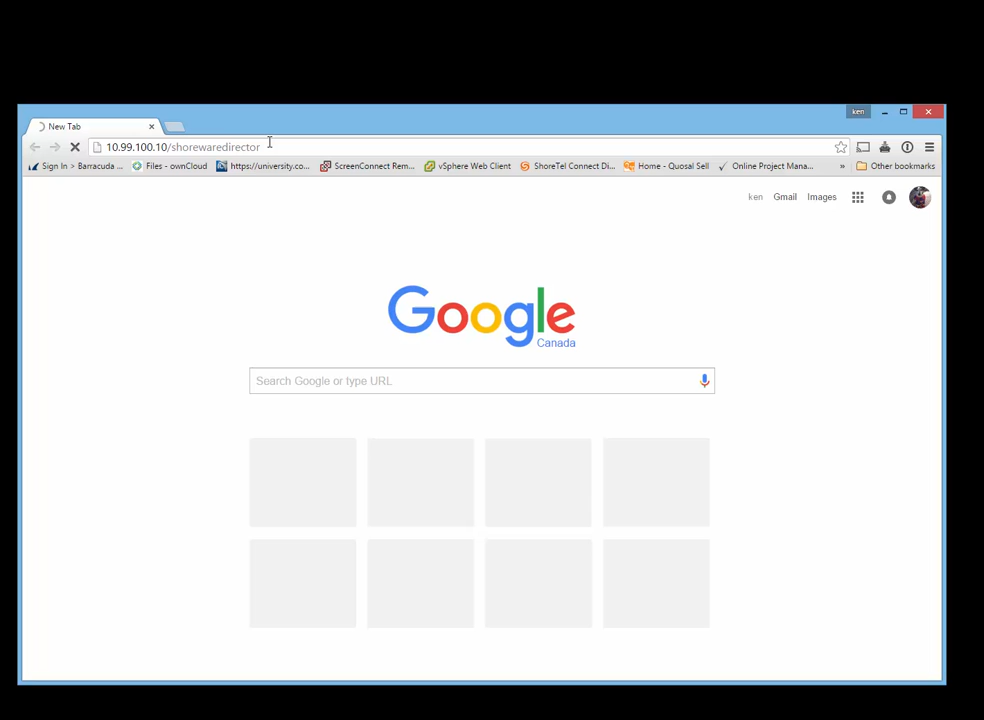 ken
New Tab
10.99.100.10/shorewaredirector
Sign In > Barracuda ... Files - ownCloud https://university.co... ScreenConnect Rem... vSphere Web Client ShoreTel Connect Di... Home - Quosal Sell Online Project Mana... » Other bookmarks
ken Gmail Images
Google
Canada
Search Google or type URL